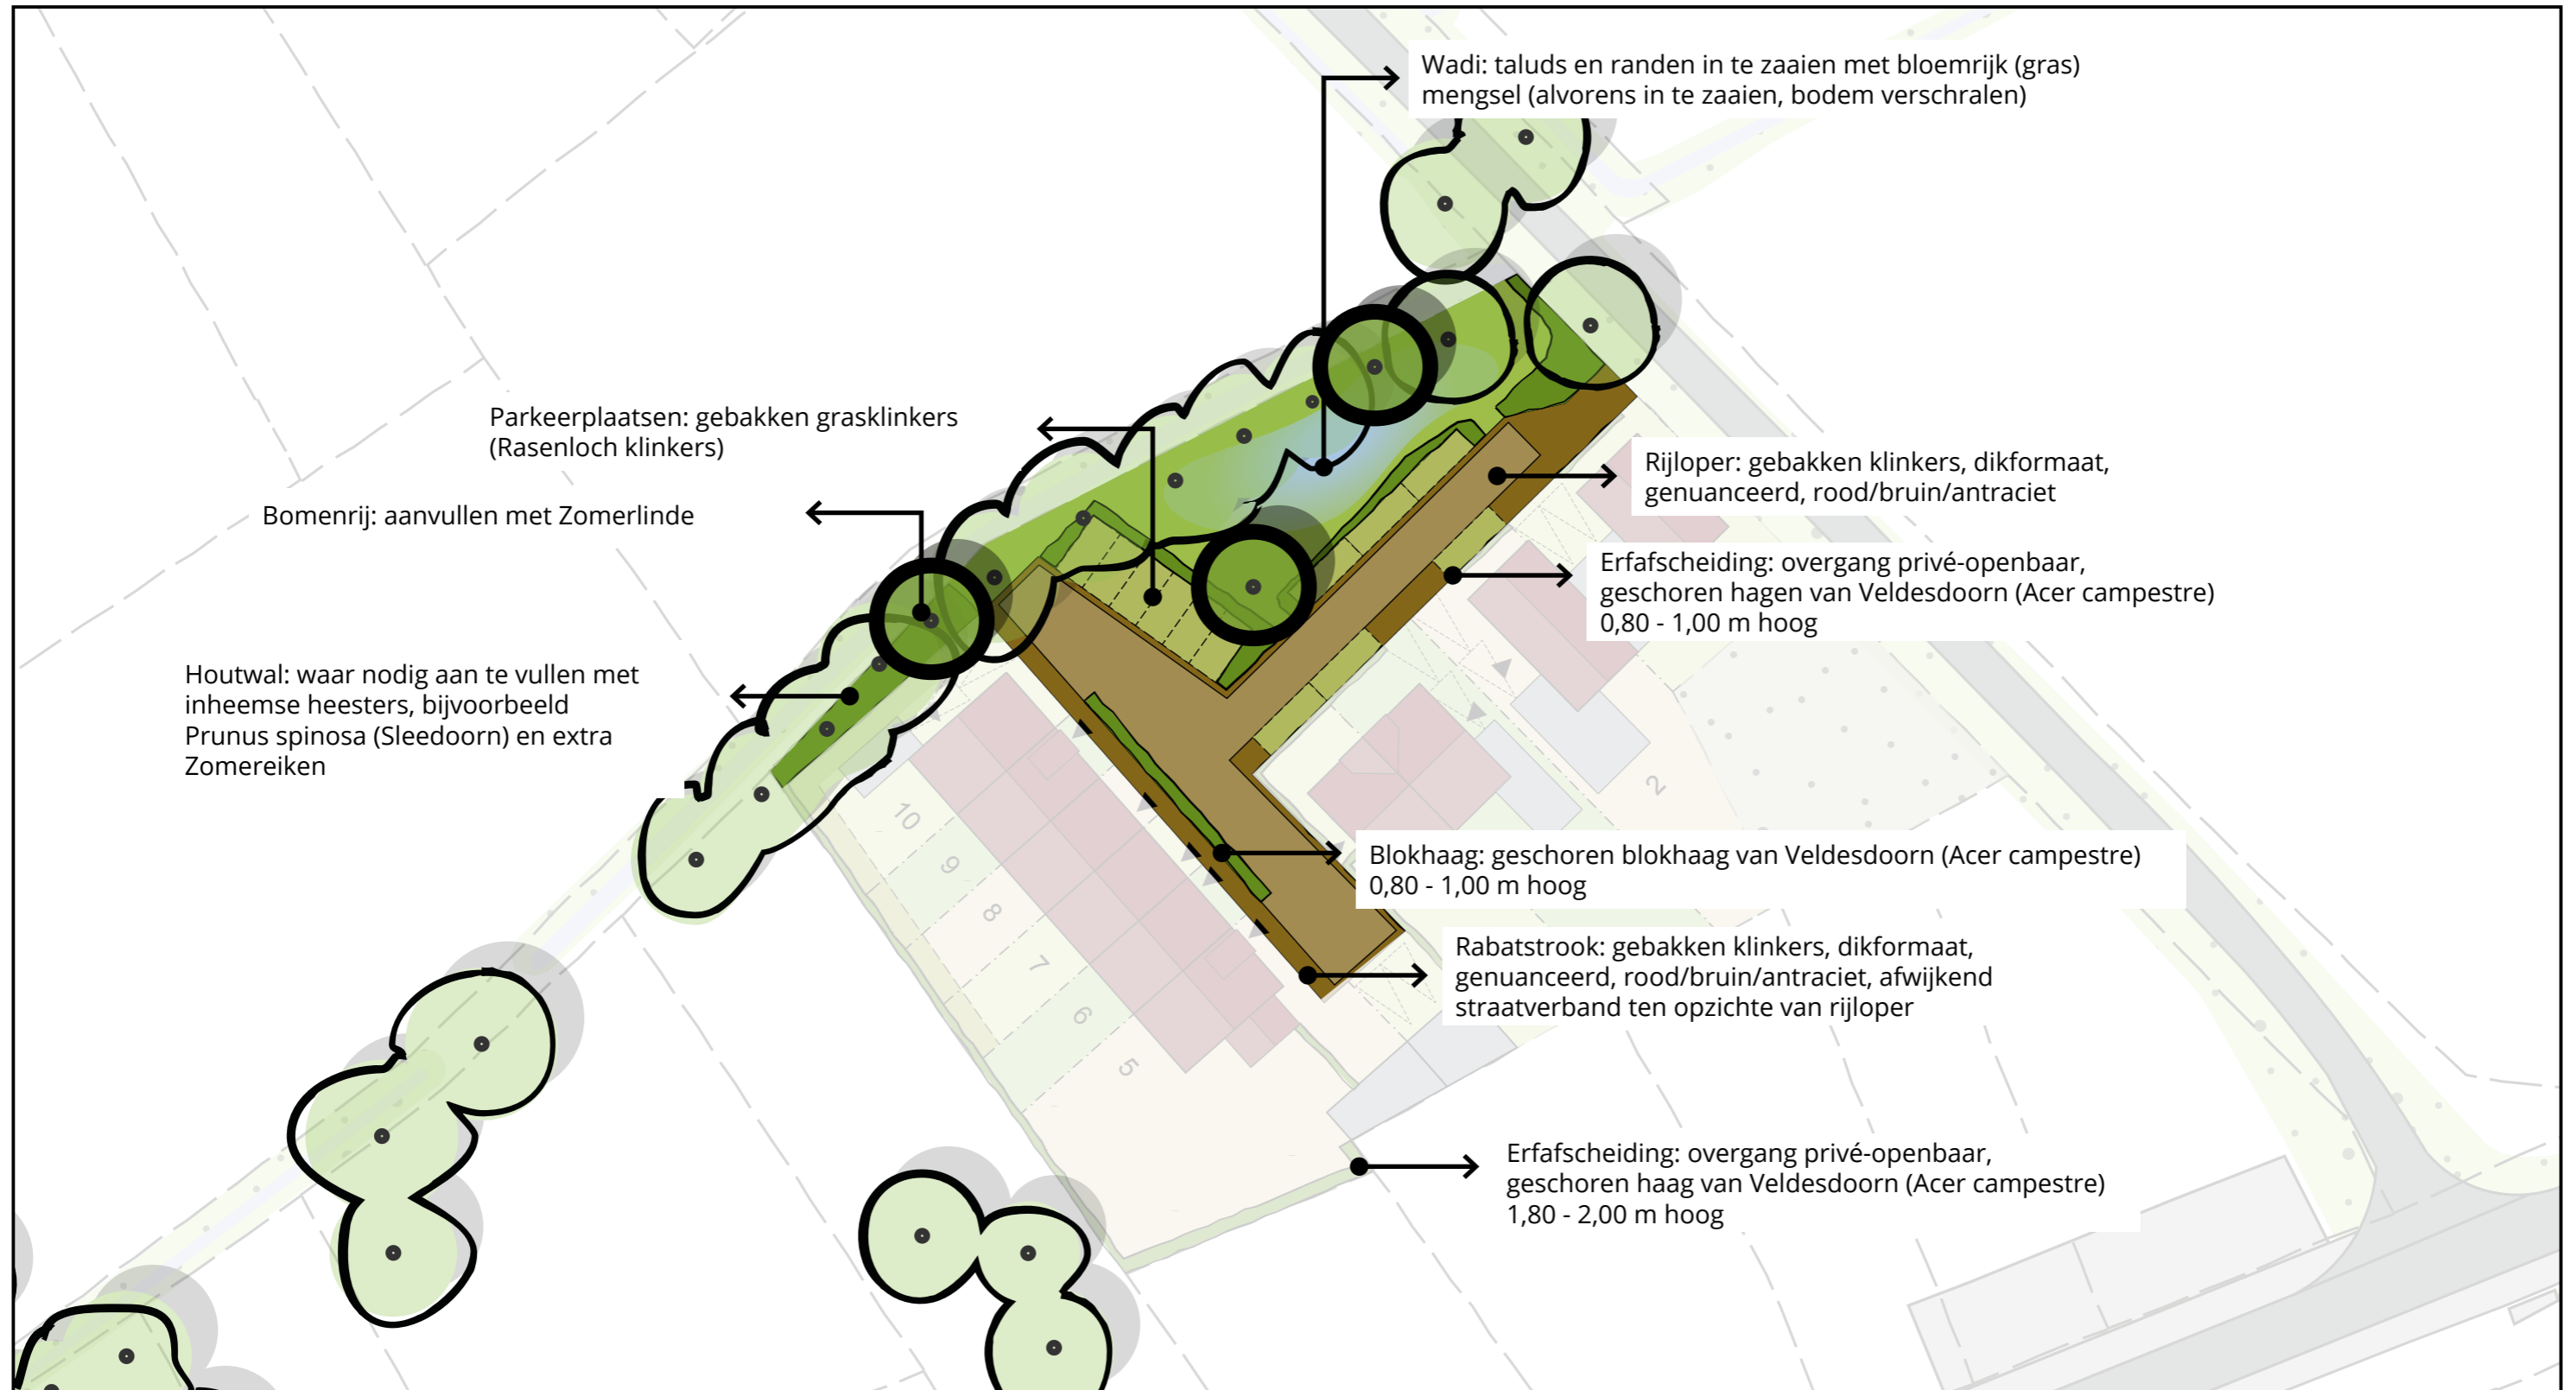 Wadi: taluds en randen in te zaaien met bloemrijk (gras)
mengsel (alvorens in te zaaien, bodem verschralen)
Parkeerplaatsen: gebakken grasklinkers
(Rasenloch klinkers)
Bomenrij: aanvullen met Zomerlinde
Rijloper: gebakken klinkers, dikformaat,
genuanceerd, rood/bruin/antraciet
Erfafscheiding: overgang privé-openbaar,
geschoren hagen van Veldesdoorn (Acer campestre)
0,80 - 1,00 m hoog
Houtwal: waar nodig aan te vullen met
inheemse heesters, bijvoorbeeld
Prunus spinosa (Sleedoorn) en extra
Zomereiken
2
10
9
8
7
6
5
Blokhaag: geschoren blokhaag van Veldesdoorn (Acer campestre)
0,80 - 1,00 m hoog
Rabatstrook: gebakken klinkers, dikformaat,
genuanceerd, rood/bruin/antraciet, afwijkend
straatverband ten opzichte van rijloper
Erfafscheiding: overgang privé-openbaar,
geschoren haag van Veldesdoorn (Acer campestre)
1,80 - 2,00 m hoog